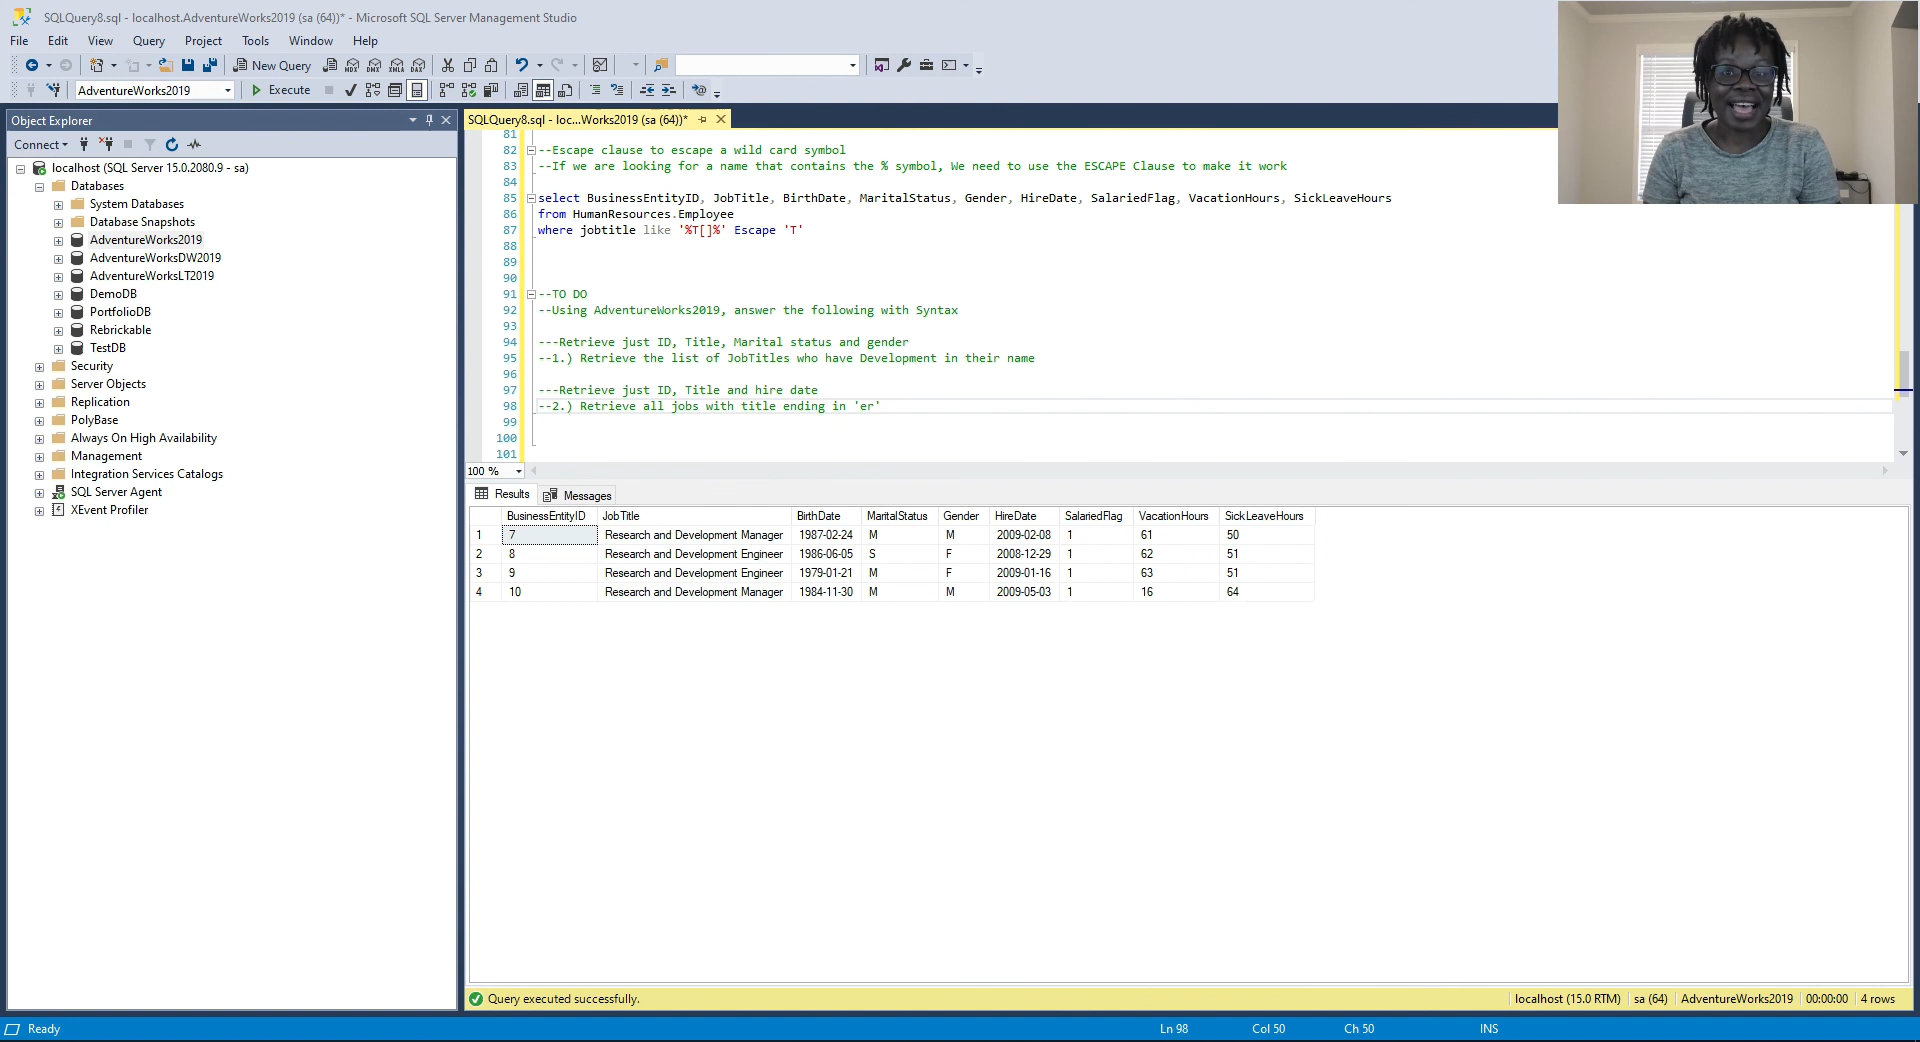 SQLQuery8.sql - localhost.AdventureWorks2019 (sa (64))* - Microsoft SQL Server Management Studio
File Edit View Query Project Tools Window Help
New Query MDX DMX XMLA DAX
AdventureWorks2019 Execute
Object Explorer
Connect
localhost (SQL Server 15.0.2080.9 - sa)
Databases
System Databases
Database Snapshots
AdventureWorks2019
AdventureWorksDW2019
AdventureWorksLT2019
DemoDB
PortfolioDB
Rebrickable
TestDB
Security
Server Objects
Replication
PolyBase
Always On High Availability
Management
Integration Services Catalogs
SQL Server Agent
XEvent Profiler
SQLQuery8.sql - loc...Works2019 (sa (64))*
81
82 --Escape clause to escape a wild card symbol
83 --If we are looking for a name that contains the % symbol, We need to use the ESCAPE Clause to make it work
84
85 select BusinessEntityID, JobTitle, BirthDate, MaritalStatus, Gender, HireDate, SalariedFlag, VacationHours, SickLeaveHours
86 from HumanResources.Employee
87 where jobtitle like '%T[]%' Escape 'T'
88
89
90
91 --TO DO
92 --Using AdventureWorks2019, answer the following with Syntax
93
94 ---Retrieve just ID, Title, Marital status and gender
95 --1.) Retrieve the list of JobTitles who have Development in their name
96
97 ---Retrieve just ID, Title and hire date
98 --2.) Retrieve all jobs with title ending in 'er'
99
100
101
100 %
Results Messages
BusinessEntityID JobTitle BirthDate MaritalStatus Gender HireDate SalariedFlag VacationHours SickLeaveHours
1 7 Research and Development Manager 1987-02-24 M M 2009-02-08 1 61 50
2 8 Research and Development Engineer 1986-06-05 S F 2008-12-29 1 62 51
3 9 Research and Development Engineer 1979-01-21 M F 2009-01-16 1 63 51
4 10 Research and Development Manager 1984-11-30 M M 2009-05-03 1 16 64
Query executed successfully. localhost (15.0 RTM) sa (64) AdventureWorks2019 00:00:00 4 rows
Ready Ln 98 Col 50 Ch 50 INS